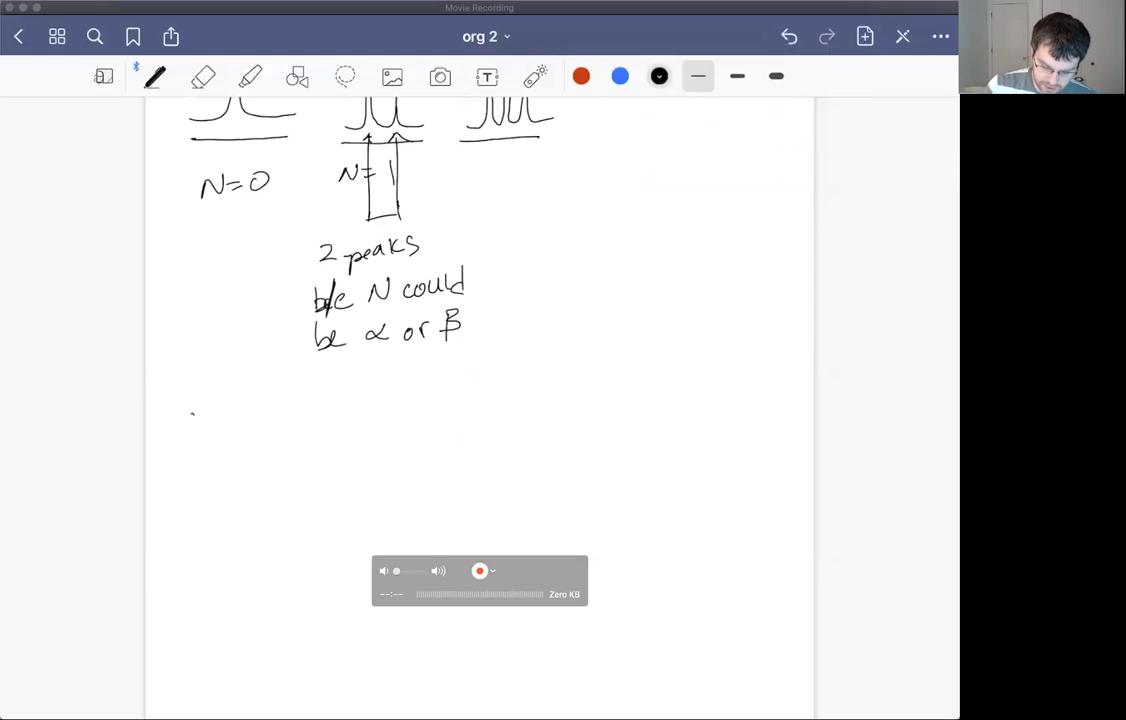 Movie Recording
org 2
T
N=0
N= 1
2 peaks
b/c N could
be α or β
--:--
Zero KB